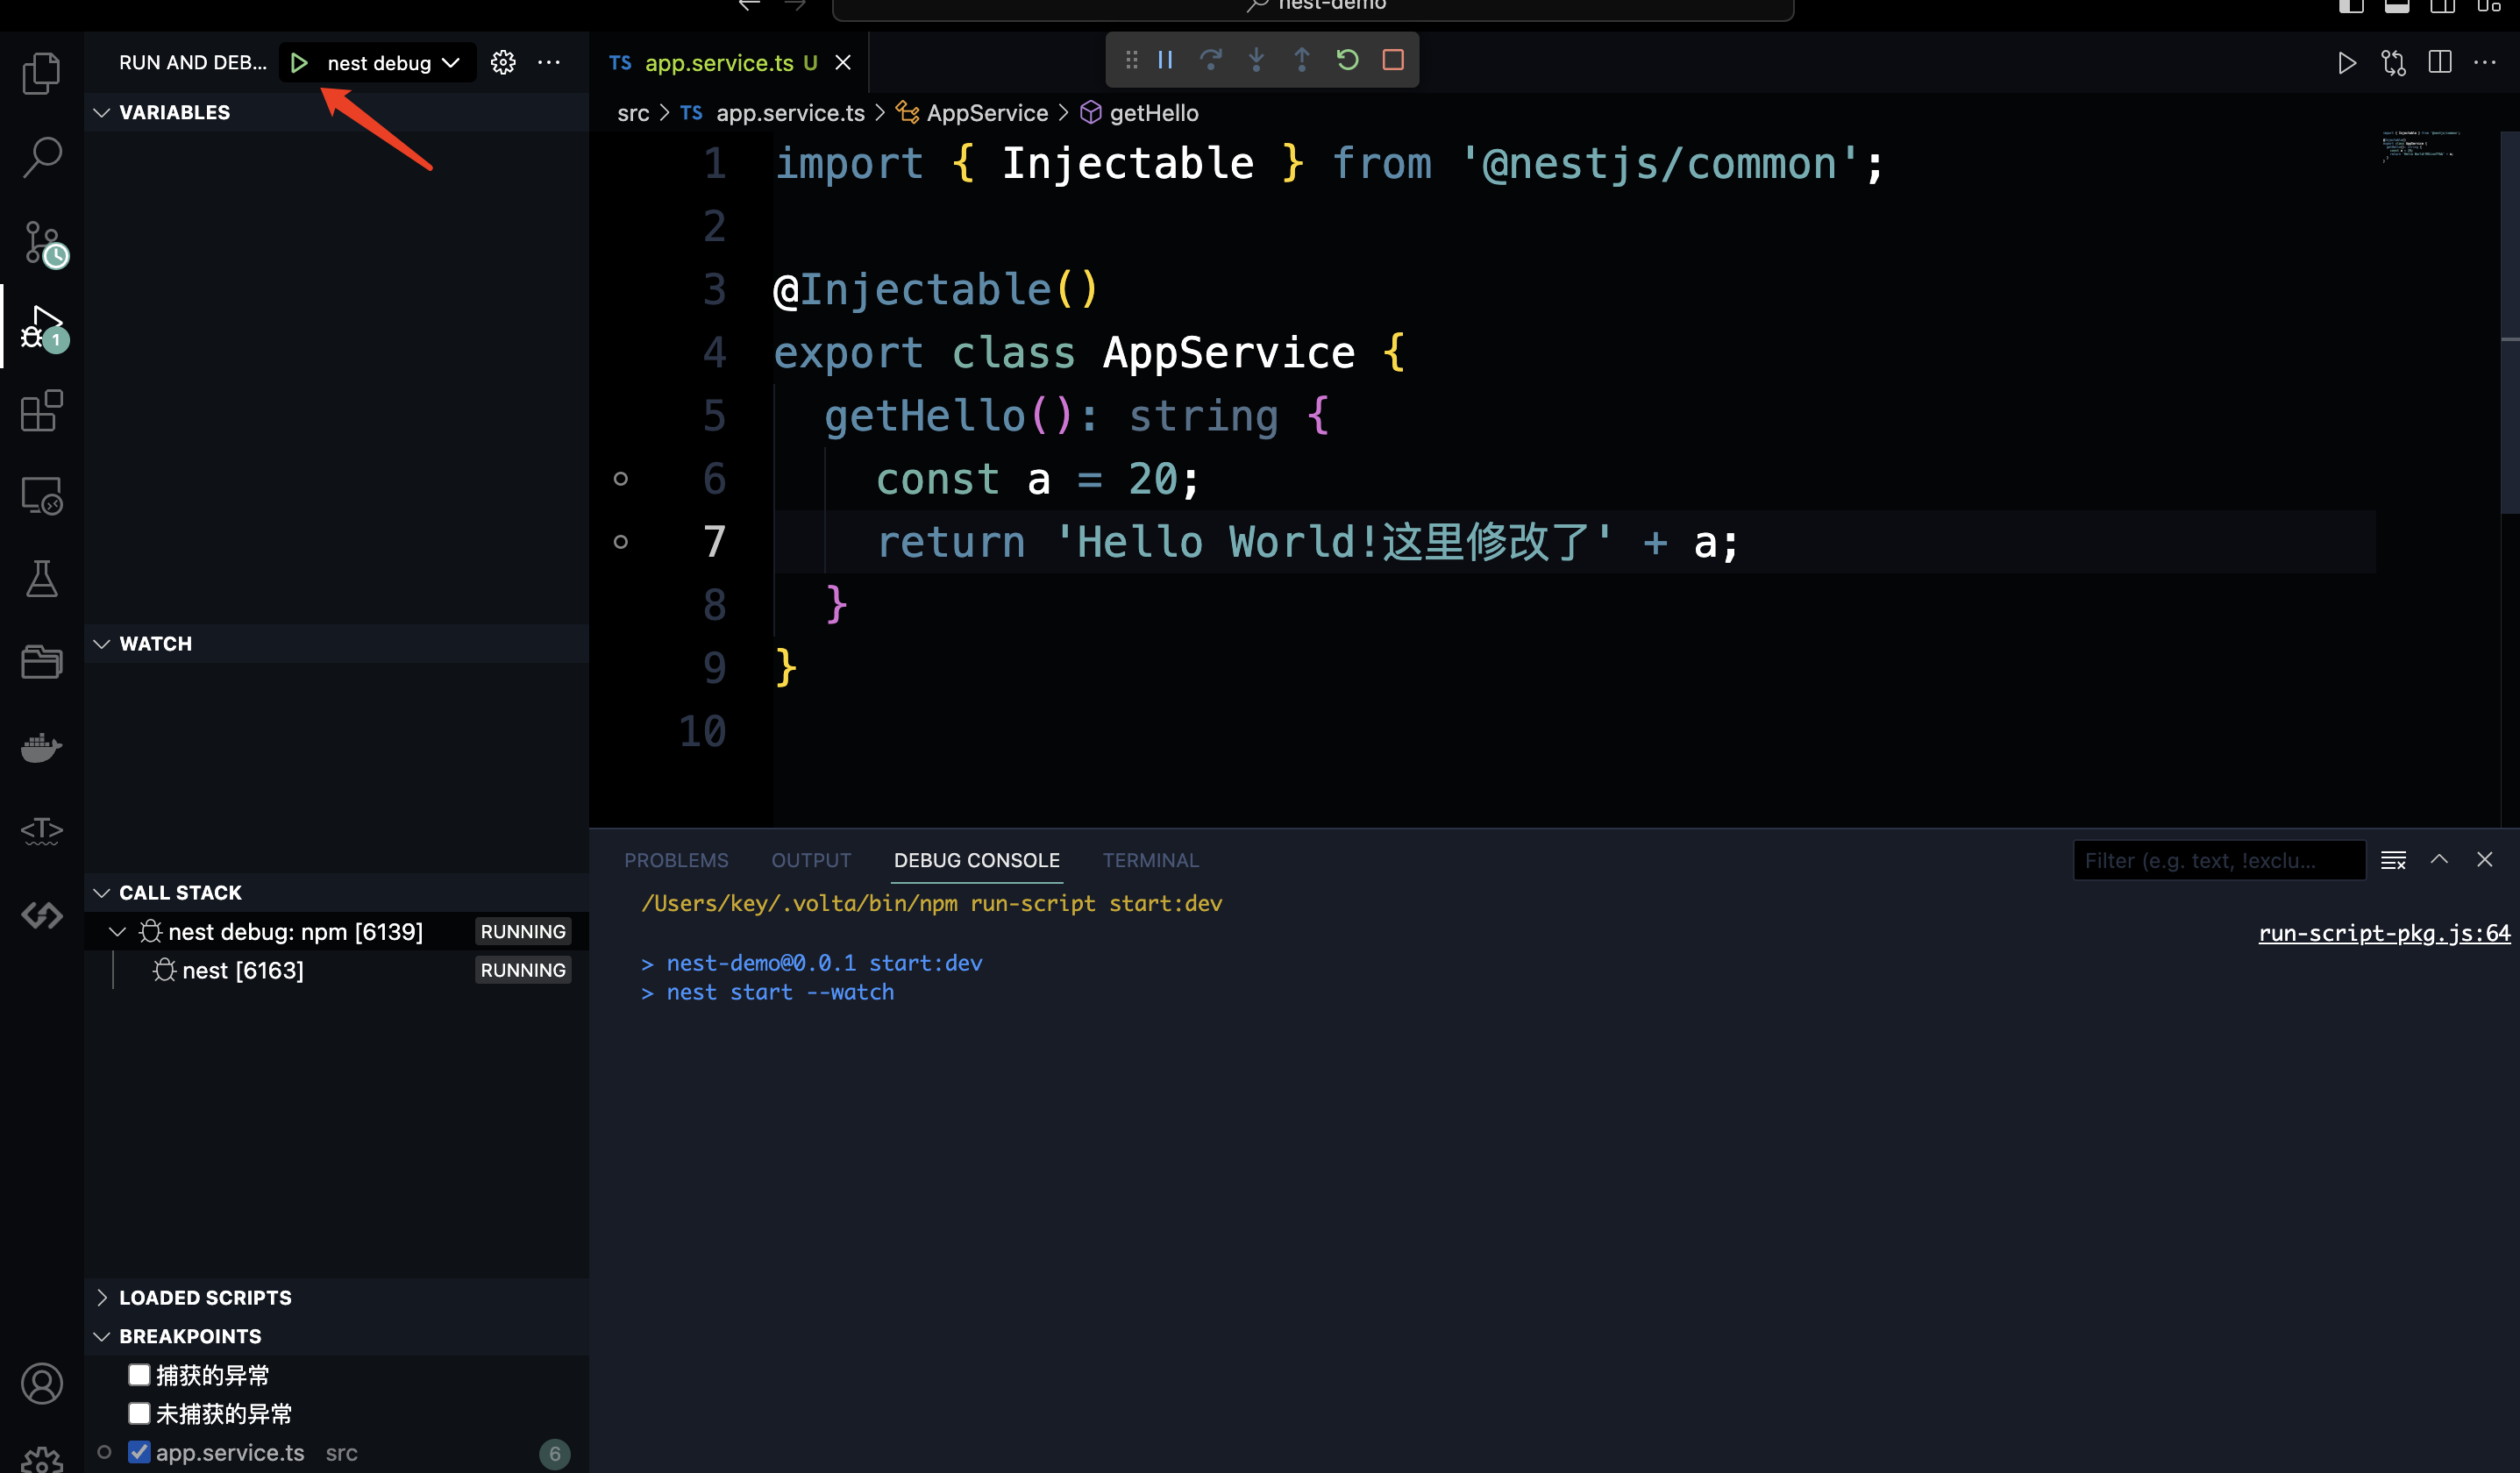 nest-demo
RUN AND DEB...
nest debug
VARIABLES
WATCH
CALL STACK
nest debug: npm [6139] RUNNING
nest [6163] RUNNING
LOADED SCRIPTS
BREAKPOINTS
捕获的异常
未捕获的异常
app.service.ts src 6
1
<T>
TS app.service.ts U
src > TS app.service.ts > AppService > getHello
1 import { Injectable } from '@nestjs/common';
2
3 @Injectable()
4 export class AppService {
5 getHello(): string {
6 const a = 20;
7 return 'Hello World!这里修改了' + a;
8 }
9 }
10
PROBLEMS OUTPUT DEBUG CONSOLE TERMINAL
Filter (e.g. text, !exclu...
/Users/key/.volta/bin/npm run-script start:dev
run-script-pkg.js:64
> nest-demo@0.0.1 start:dev
> nest start --watch